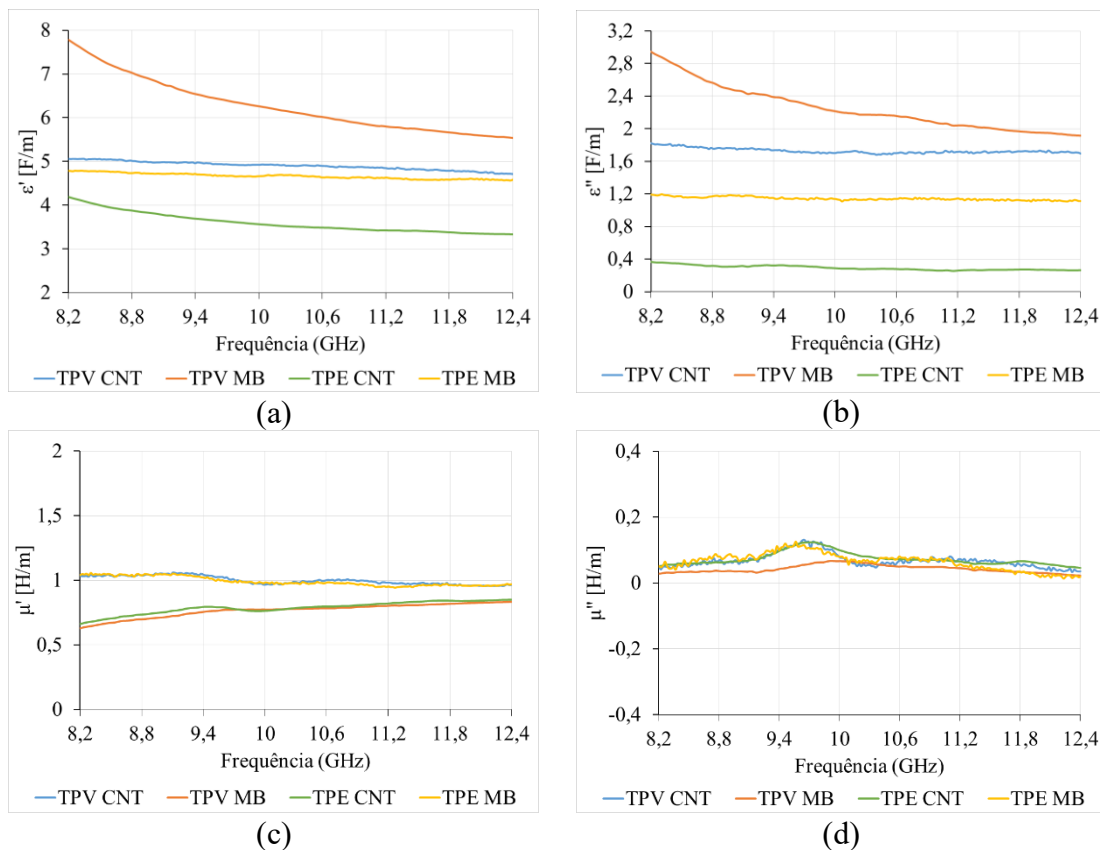 ε' [F/m]
8
7
6
5
4
3
2
8,2 8,8 9,4 10 10,6 11,2 11,8 12,4
Frequência (GHz)
TPV CNT TPV MB TPE CNT TPE MB
(a)
ε'' [F/m]
3,2
2,8
2,4
2
1,6
1,2
0,8
0,4
0
8,2 8,8 9,4 10 10,6 11,2 11,8 12,4
Frequência (GHz)
TPV CNT TPV MB TPE CNT TPE MB
(b)
μ' [H/m]
2
1,5
1
0,5
0
8,2 8,8 9,4 10 10,6 11,2 11,8 12,4
Frequência (GHz)
TPV CNT TPV MB TPE CNT TPE MB
(c)
μ'' [H/m]
0,4
0,2
0
-0,2
-0,4
8,2 8,8 9,4 10 10,6 11,2 11,8 12,4
Frequência (GHz)
TPV CNT TPV MB TPE CNT TPE MB
(d)